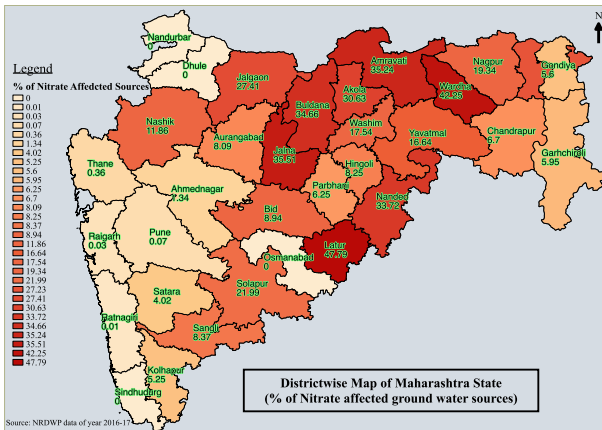 N
Legend
% of Nitrate Affedcted Sources
0
0.01
0.03
0.07
0.36
1.34
4.02
5.25
5.6
5.95
6.25
6.7
8.09
8.25
8.37
8.94
11.86
16.64
17.54
19.34
21.99
27.23
27.41
30.63
33.72
34.66
35.24
35.51
42.25
47.79
Nandurbar
0
Dhule
0
Jalgaon
27.41
Nashik
11.86
Aurangabad
8.09
Jalna
35.51
Buldana
34.66
Akola
30.63
Amravati
35.24
Wardha
42.25
Nagpur
19.34
Gondiya
5.6
Washim
17.54
Yavatmal
16.64
Chandrapur
6.7
Garhchiroli
5.95
Hingoli
8.25
Parbhani
6.25
Nanded
33.72
Thane
0.36
Ahmednagar
1.34
Bid
8.94
Latur
47.79
Osmanabad
0
Raigarh
0.03
Pune
0.07
Solapur
21.99
Satara
4.02
Ratnagiri
0.01
Sangli
8.37
Kolhapur
5.25
Sindhudurg
0
Districtwise Map of Maharashtra State
(% of Nitrate affected ground water sources)
Source: NRDWP data of year 2016-17